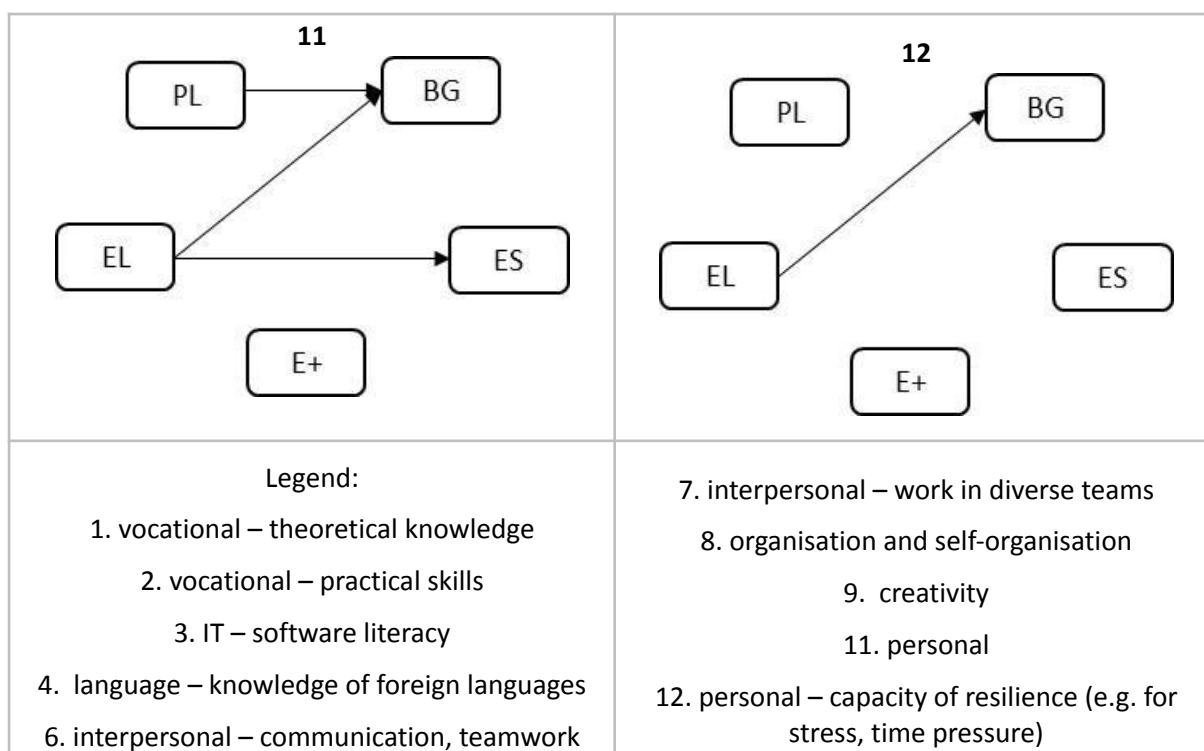 11
PL
BG
EL
ES
E+
12
PL
BG
EL
ES
E+
Legend:
1. vocational – theoretical knowledge
2. vocational – practical skills
3. IT – software literacy
4. language – knowledge of foreign languages
6. interpersonal – communication, teamwork
7. interpersonal – work in diverse teams
8. organisation and self-organisation
9. creativity
11. personal
12. personal – capacity of resilience (e.g. for
stress, time pressure)